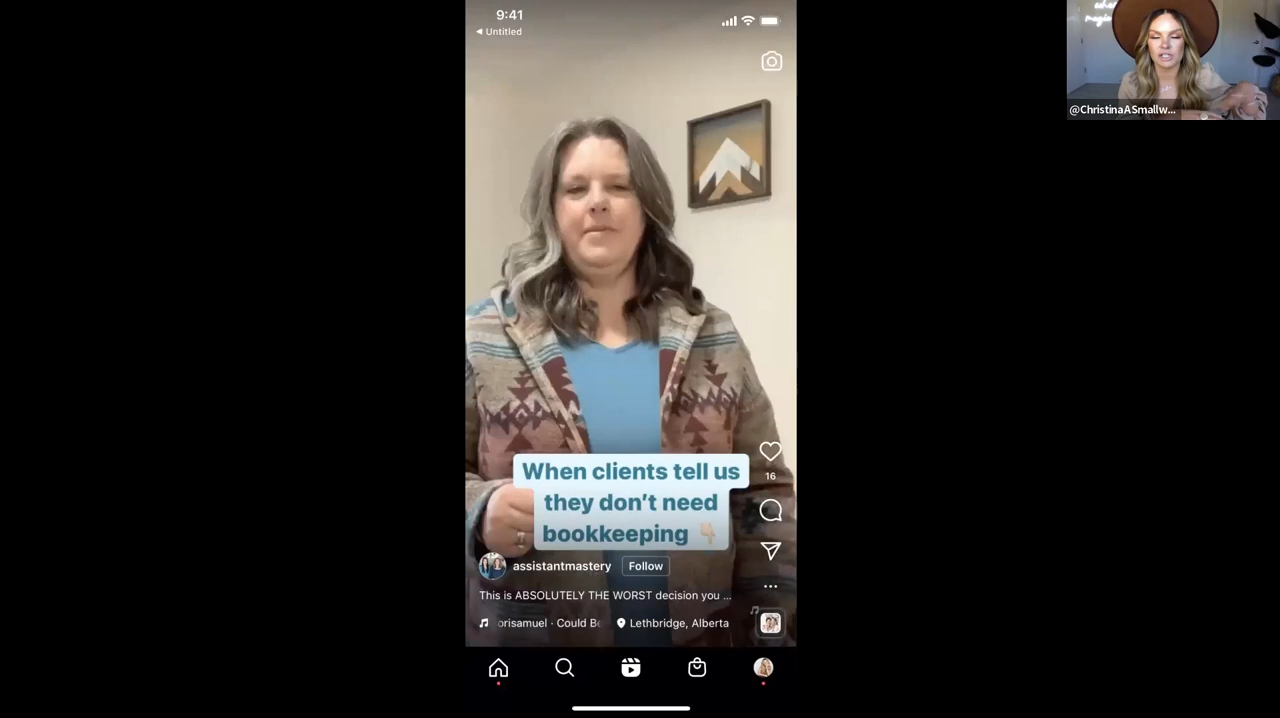 9:41
◀ Untitled
@ChristinaASmallw...
When clients tell us
they don't need
bookkeeping 👇🏻
16
assistantmastery
Follow
This is ABSOLUTELY THE WORST decision you ...
orisamuel · Could Be
Lethbridge, Alberta